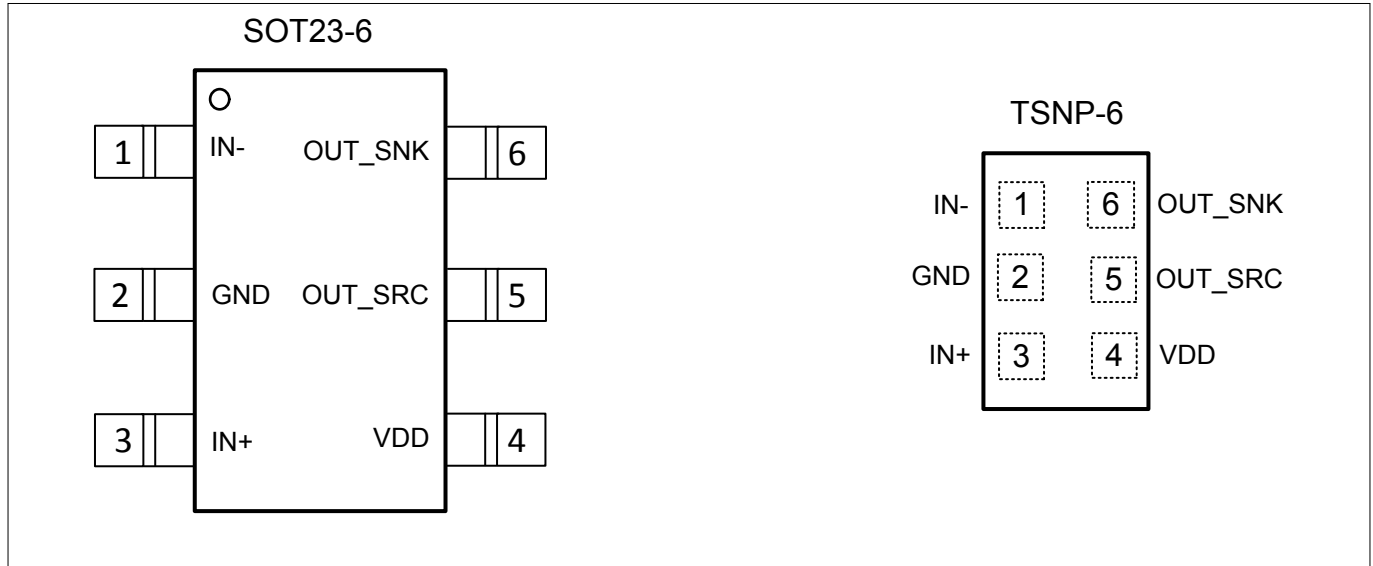 SOT23-6
1 IN- OUT_SNK 6
2 GND OUT_SRC 5
3 IN+ VDD 4
TSNP-6
IN- 1 6 OUT_SNK
GND 2 5 OUT_SRC
IN+ 3 4 VDD